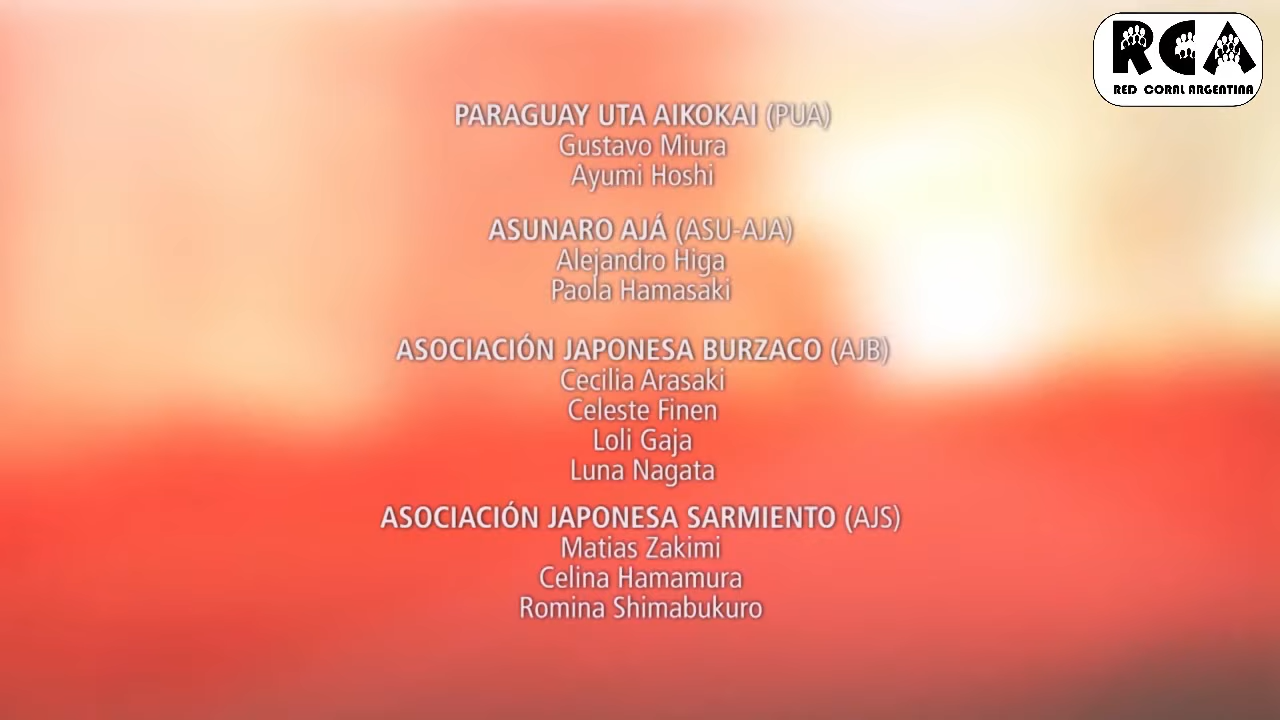 RCA
RED CORAL ARGENTINA
PARAGUAY UTA AIKOKAI (PUA)
Gustavo Miura
Ayumi Hoshi
ASUNARO AJÁ (ASU-AJA)
Alejandro Higa
Paola Hamasaki
ASOCIACIÓN JAPONESA BURZACO (AJB)
Cecilia Arasaki
Celeste Finen
Loli Gaja
Luna Nagata
ASOCIACIÓN JAPONESA SARMIENTO (AJS)
Matias Zakimi
Celina Hamamura
Romina Shimabukuro